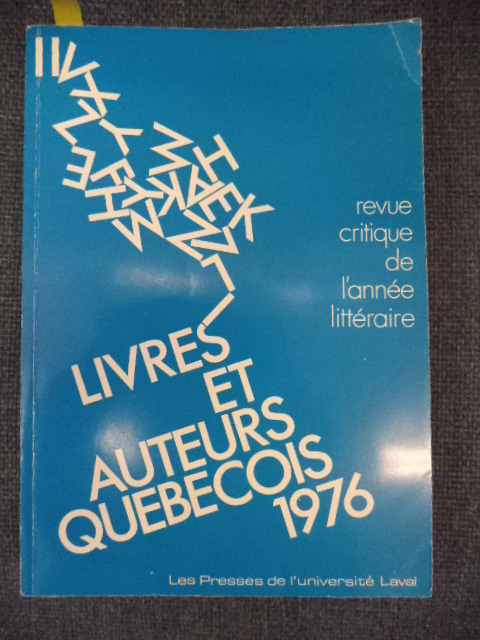 revue
critique
de
l'année
littéraire
LIVRES
ET
AUTEURS
QUEBECOIS
1976
Les Presses de l'université Laval